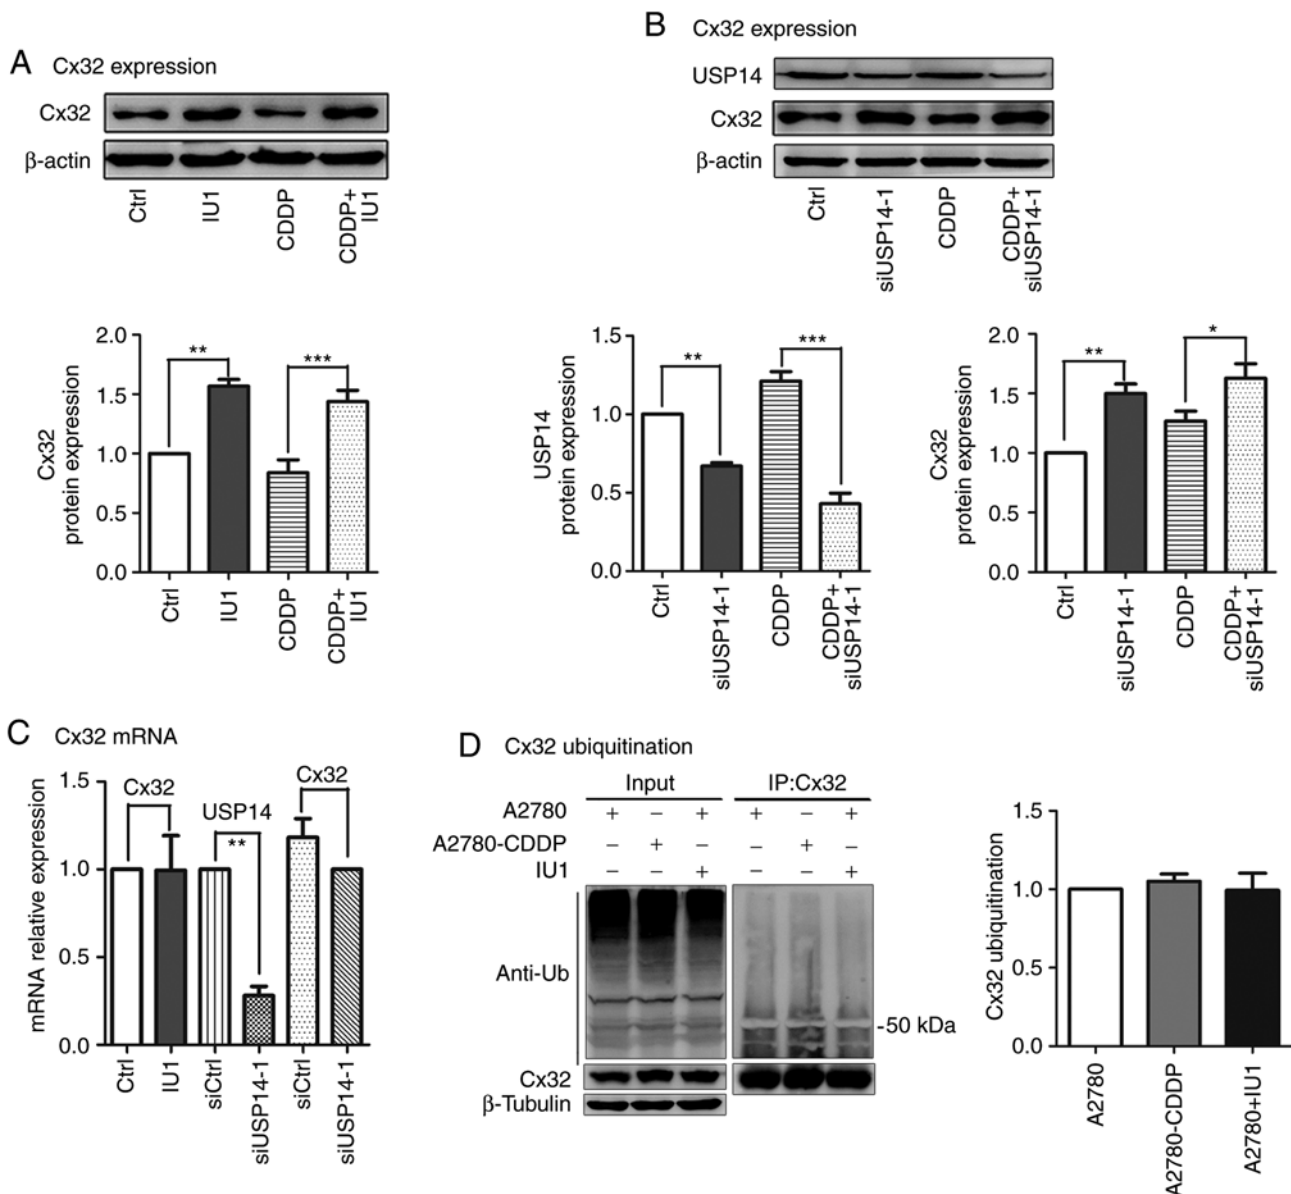 A Cx32 expression
Cx32
β-actin
Ctrl
IU1
CDDP
CDDP+
IU1
2.0
1.5
1.0
0.5
0.0
Cx32
protein expression
**
***
Ctrl
IU1
CDDP
CDDP+
IU1
B Cx32 expression
USP14
Cx32
β-actin
Ctrl
siUSP14-1
CDDP
CDDP+
siUSP14-1
1.5
1.0
0.5
0.0
USP14
protein expression
**
***
Ctrl
siUSP14-1
CDDP
CDDP+
siUSP14-1
2.0
1.5
1.0
0.5
0.0
Cx32
protein expression
**
*
Ctrl
siUSP14-1
CDDP
CDDP+
siUSP14-1
C Cx32 mRNA
1.5
1.0
0.5
0.0
mRNA relative expression
Cx32
USP14
**
Cx32
Ctrl
IU1
siCtrl
siUSP14-1
siCtrl
siUSP14-1
D Cx32 ubiquitination
Input IP:Cx32
A2780 + – + + – +
A2780-CDDP – + – – + –
IU1 – – + – – +
Anti-Ub
-50 kDa
Cx32
β-Tubulin
1.5
1.0
0.5
0.0
Cx32 ubiquitination
A2780
A2780-CDDP
A2780+IU1